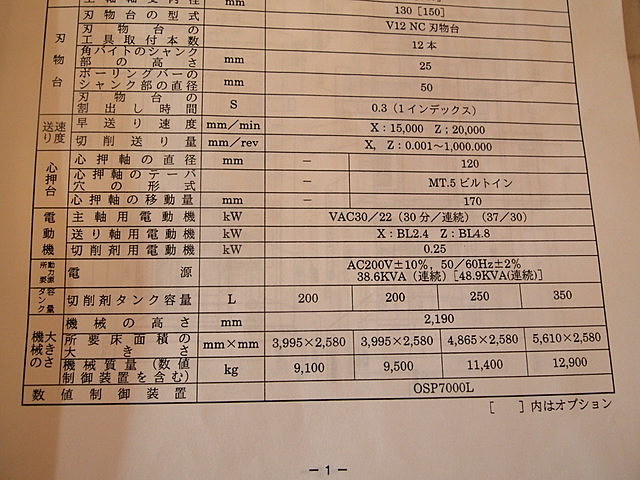 mm
130 [150]
刃物台
刃物台の型式
V12 NC 刃物台
刃物台の
工具取付本数
12 本
角バイトのシャンク
部の高さ
mm
25
ボーリングバーの
シャンク部の直径
mm
50
刃物台の
割出し時間
S
0.3 (1インデックス)
送り速度
早送り速度
mm/min
X:15,000 Z;20,000
切削送り量
mm/rev
X, Z:0.001~1,000.000
心押台
心押軸の直径
mm
―
120
心押軸のテーパ
穴の形式
―
MT.5 ビルトイン
心押軸の移動量
mm
―
170
電動機
主軸用電動機
kW
VAC30/22 (30分/連続) (37/30)
送り軸用電動機
kW
X:BL2.4 Z:BL4.8
切削剤用電動機
kW
0.25
所要動力源
電源
AC200V±10%, 50/60Hz±2%
38.6KVA (連続) [48.9KVA(連続)]
タンク容量
切削剤タンク容量
L
200
200
250
350
機械の大きさ
機械の高さ
mm
2,190
所要床面積の
大きさ
mm×mm
3,995×2,580
3,995×2,580
4,865×2,580
5,610×2,580
機械質量(数値
制御装置を含む)
kg
9,100
9,500
11,400
12,900
数値制御装置
OSP7000L
[ ]内はオプション
－1－